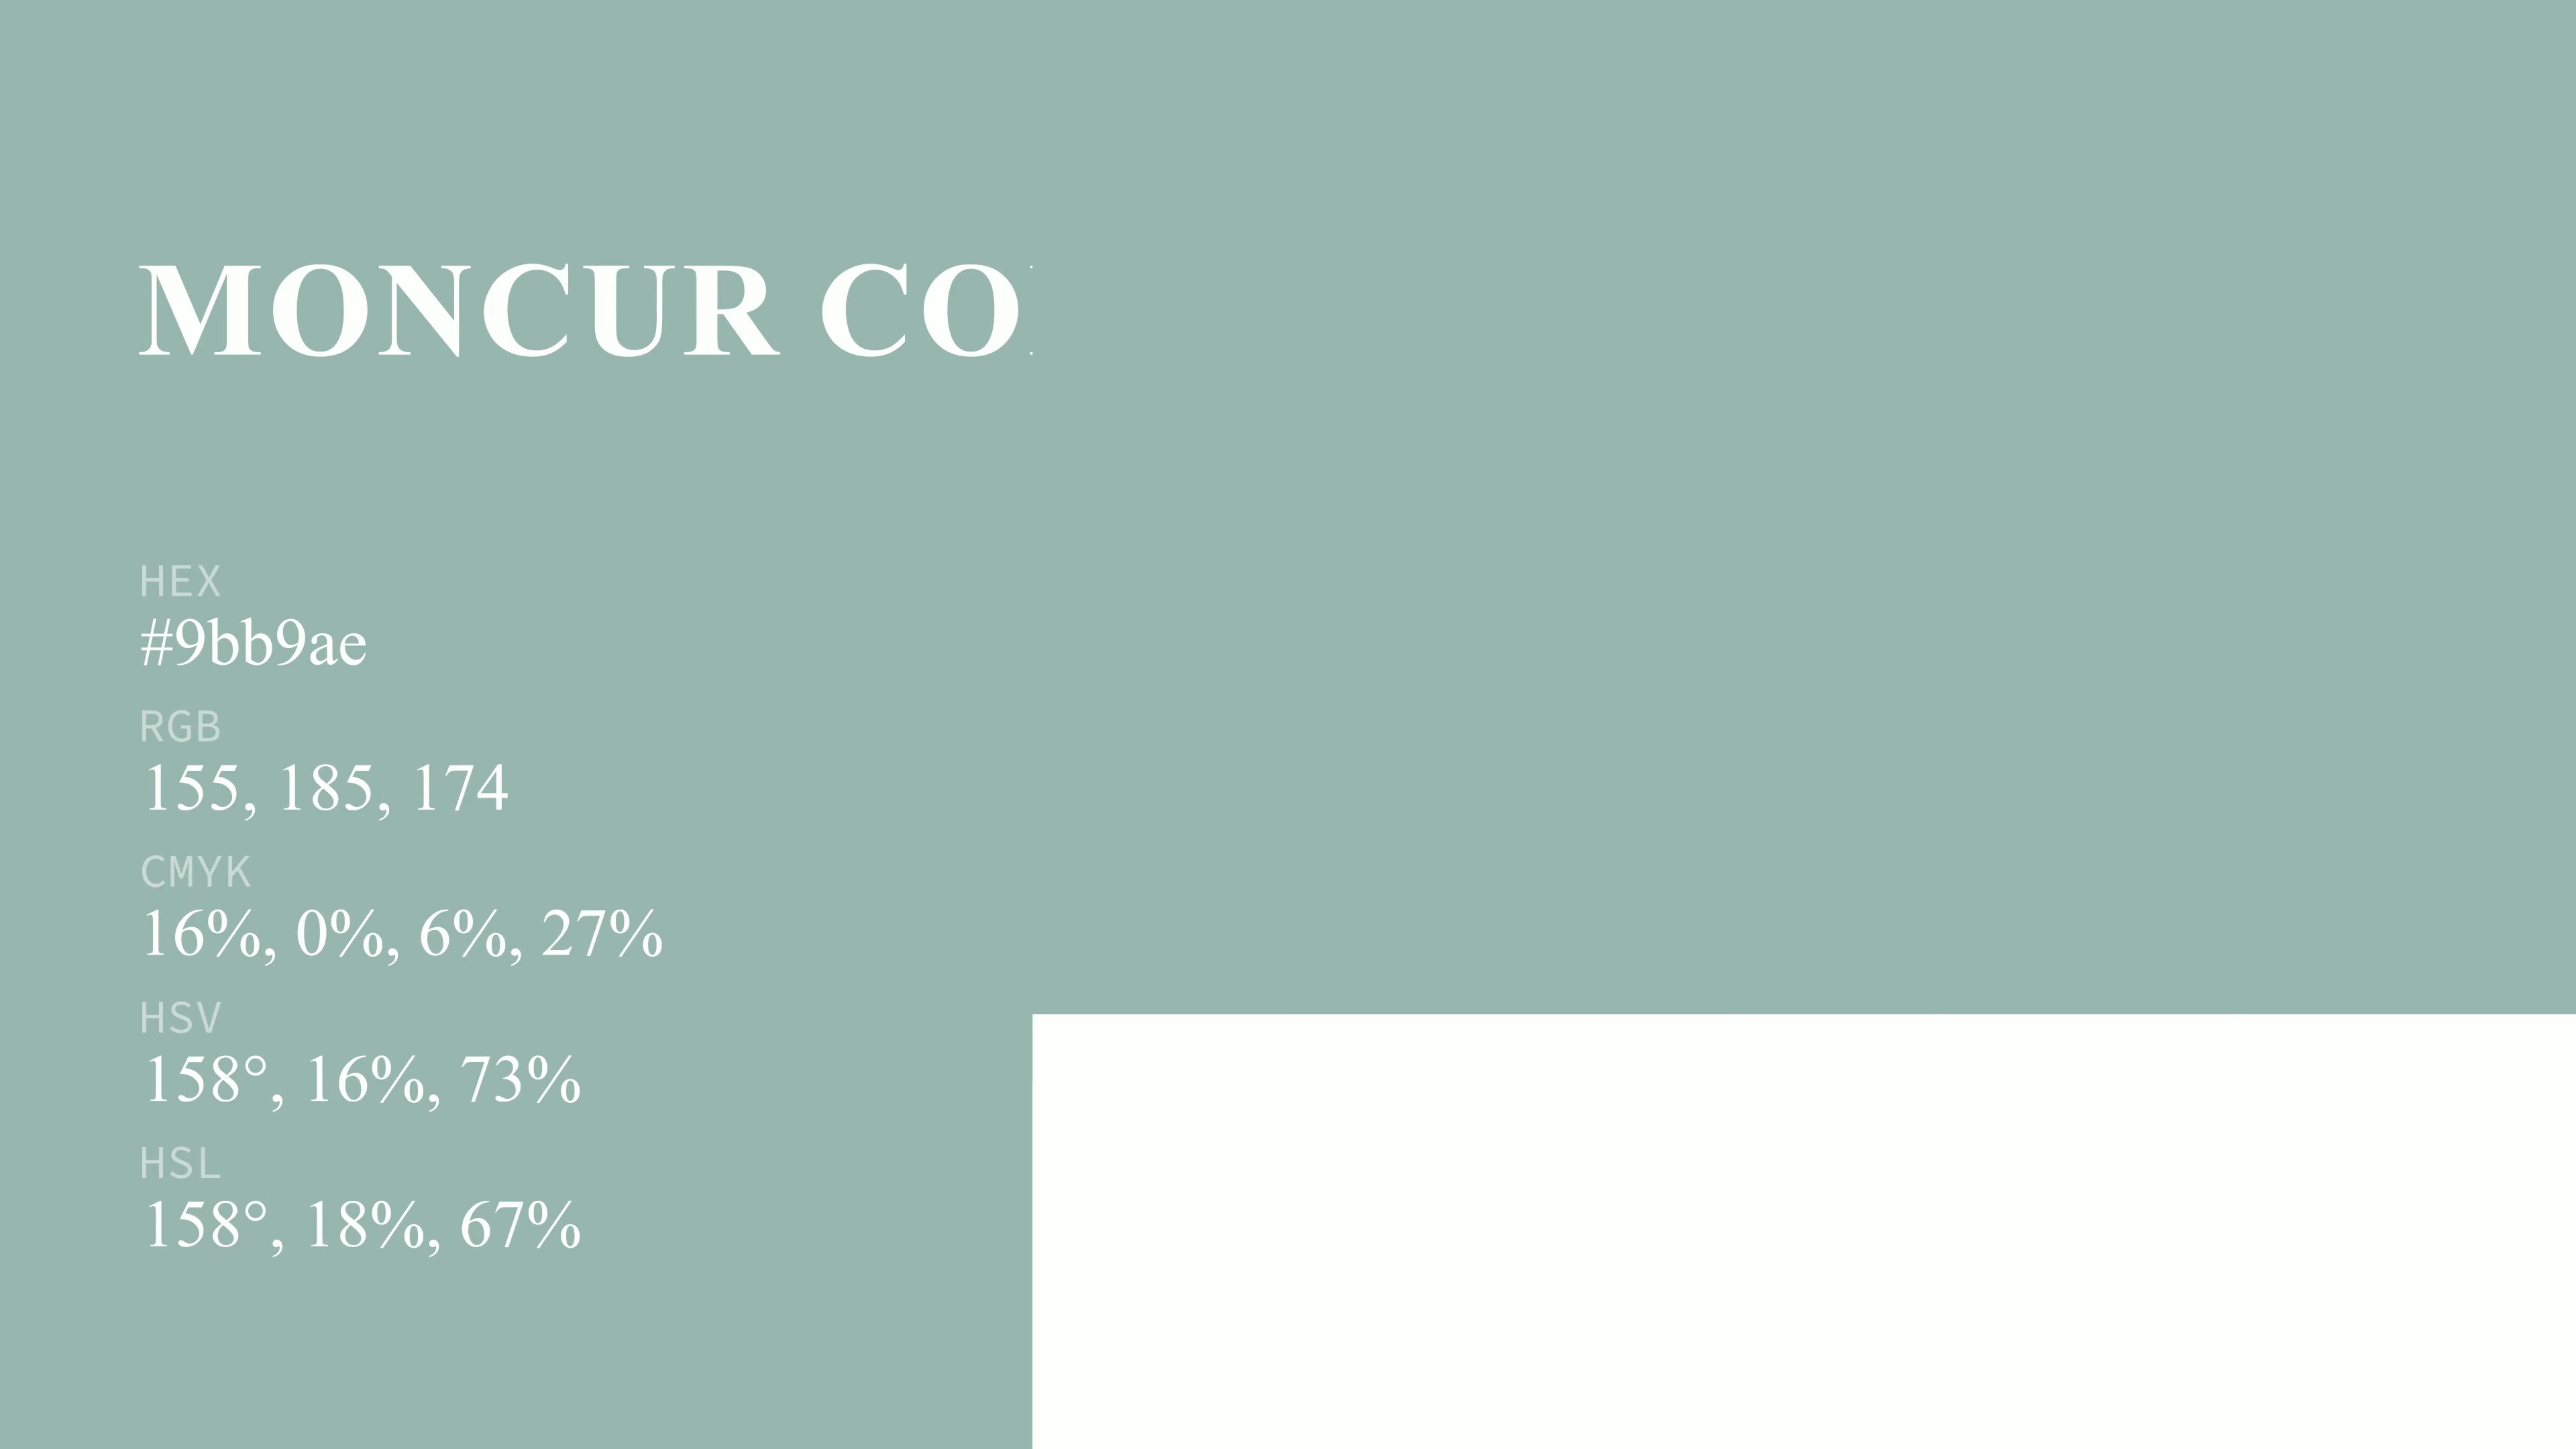 MONCUR CO
HEX
#9bb9ae
RGB
155, 185, 174
CMYK
16%, 0%, 6%, 27%
HSV
158°, 16%, 73%
HSL
158°, 18%, 67%